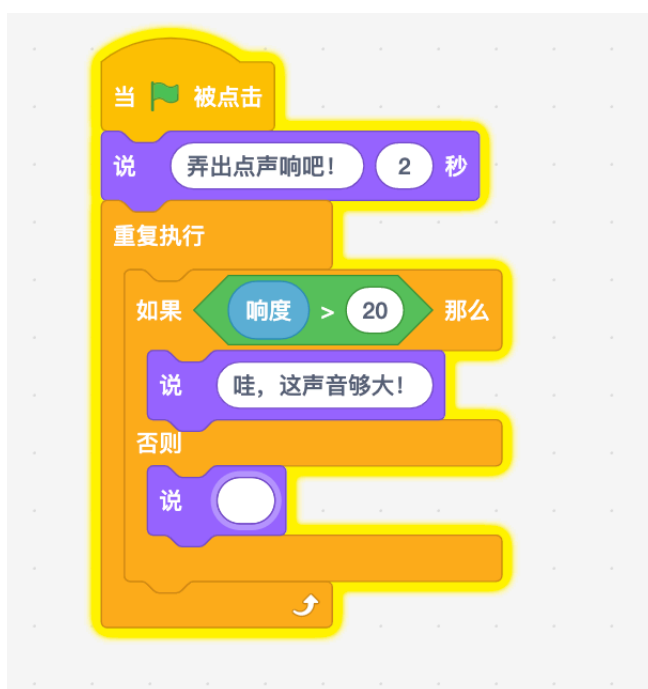 当 被点击
说 弄出点声响吧! 2 秒
重复执行
如果 响度 > 20 那么
说 哇，这声音够大!
否则
说